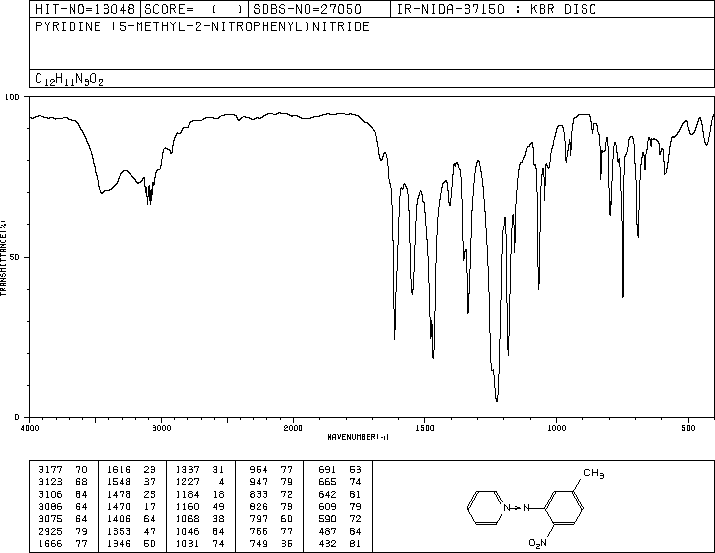 HIT-NO=13048 SCORE= ( ) SDBS-NO=27050 IR-NIDA-37150 : KBR DISC
PYRIDINE (5-METHYL-2-NITROPHENYL)NITRIDE
C12H11N3O2
100
50
0
TRANSMITTANCE(%)
4000 3000 2000 1500 1000 500
WAVENUMBER(-1)
3177 70 1616 23 1337 31 964 77 691 53
3123 68 1548 37 1227 4 947 79 665 74
3106 64 1478 25 1184 18 833 72 642 81
3086 64 1470 17 1160 49 826 79 609 79
3075 64 1406 64 1068 38 797 60 590 72
2925 79 1353 47 1046 64 766 77 487 84
1666 77 1346 50 1031 74 749 36 432 81
CH3
N N
O2N